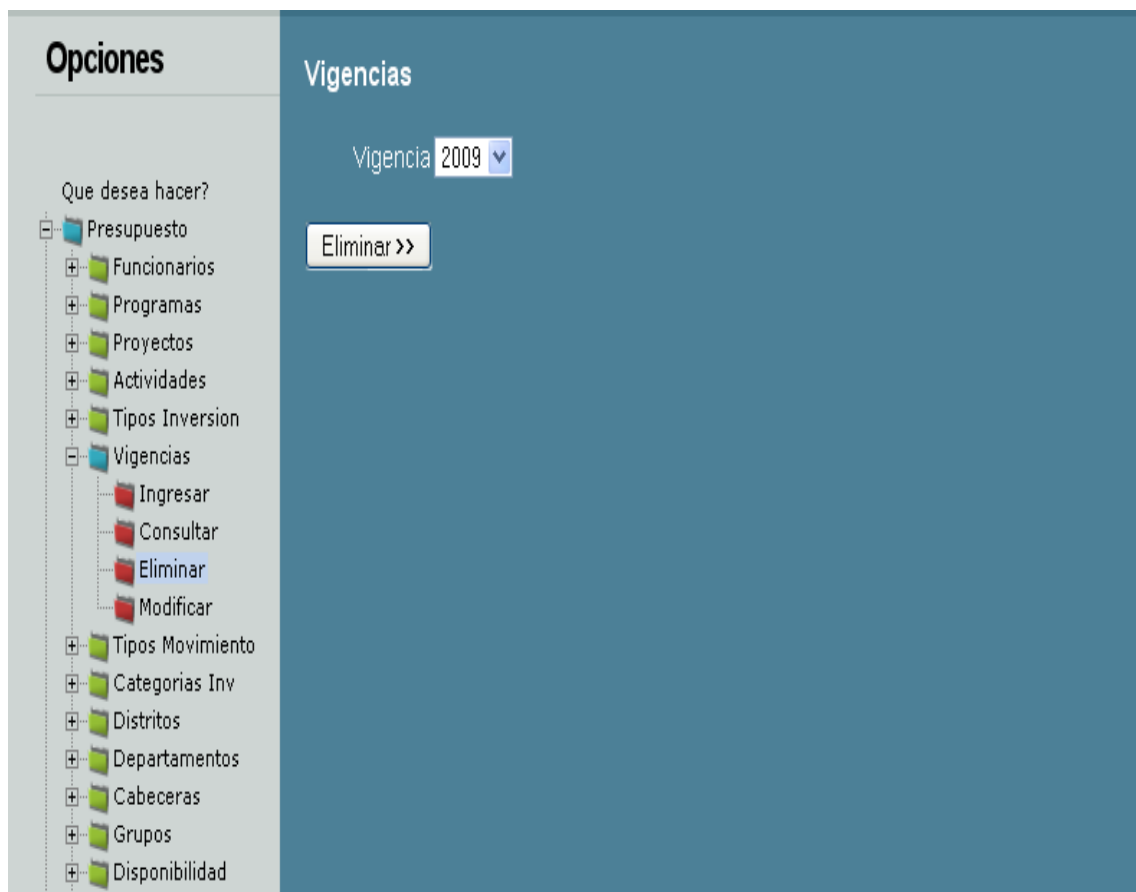 Opciones
Que desea hacer?
Presupuesto
Funcionarios
Programas
Proyectos
Actividades
Tipos Inversion
Vigencias
Ingresar
Consultar
Eliminar
Modificar
Tipos Movimiento
Categorias Inv
Distritos
Departamentos
Cabeceras
Grupos
Disponibilidad
Vigencias
Vigencia 2009
Eliminar >>